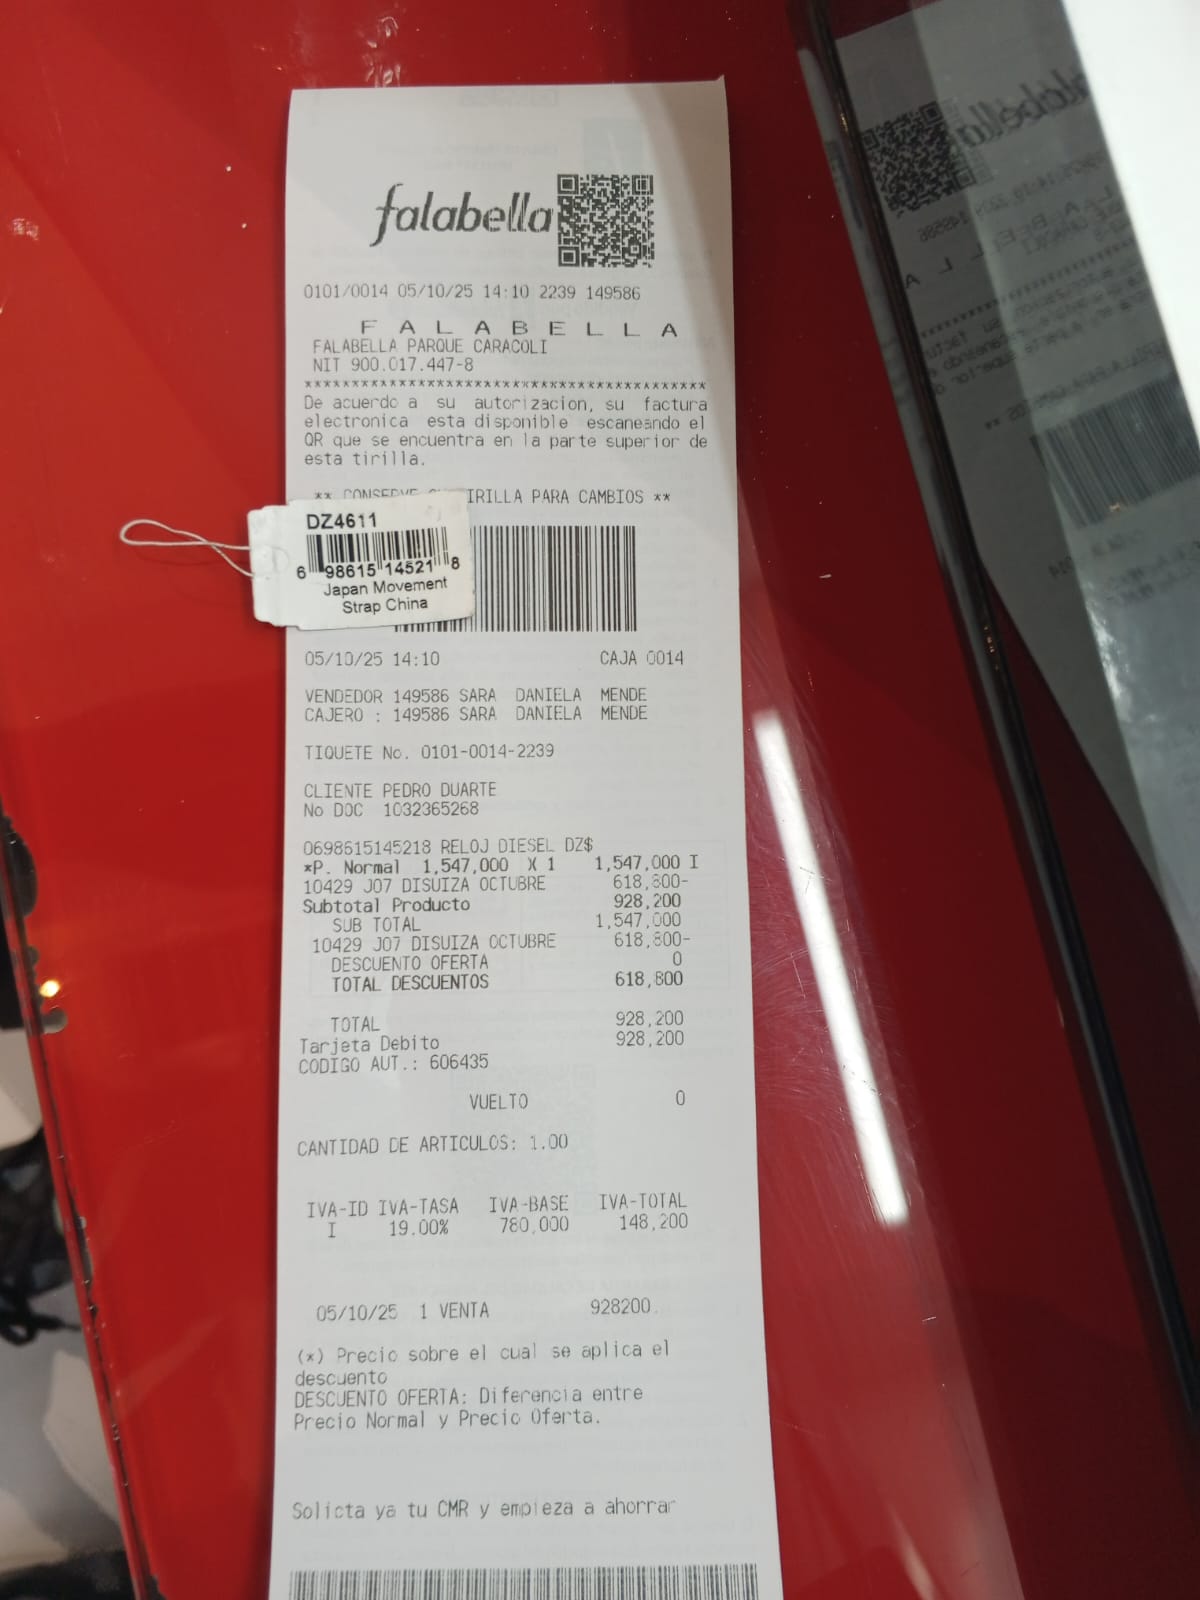 falabella
0101/0014 05/10/25 14:10 2239 149586
F A L A B E L L A
FALABELLA PARQUE CARACOLI
NIT 900.017.447-8
*******************************************
De acuerdo a su autorizacion, su factura
electronica esta disponible escaneando el
QR que se encuentra en la parte superior de
esta tirilla.
** CONSERVE TIRILLA PARA CAMBIOS **
DZ4611
6 98615 14521 8
Japan Movement
Strap China
05/10/25 14:10 CAJA 0014
VENDEDOR 149586 SARA DANIELA MENDE
CAJERO : 149586 SARA DANIELA MENDE
TIQUETE No. 0101-0014-2239
CLIENTE PEDRO DUARTE
No DOC 1032365268
0698615145218 RELOJ DIESEL DZ$
*P. Normal 1,547,000 X 1 1,547,000 I
10429 J07 DISUIZA OCTUBRE 618,800-
Subtotal Producto 928,200
SUB TOTAL 1,547,000
10429 J07 DISUIZA OCTUBRE 618,800-
DESCUENTO OFERTA 0
TOTAL DESCUENTOS 618,800
TOTAL 928,200
Tarjeta Debito 928,200
CODIGO AUT.: 606435
VUELTO 0
CANTIDAD DE ARTICULOS: 1.00
IVA-ID IVA-TASA IVA-BASE IVA-TOTAL
I 19.00% 780,000 148,200
05/10/25 1 VENTA 928200.
(*) Precio sobre el cual se aplica el
descuento
DESCUENTO OFERTA: Diferencia entre
Precio Normal y Precio Oferta.
Solicta ya tu CMR y empieza a ahorrar